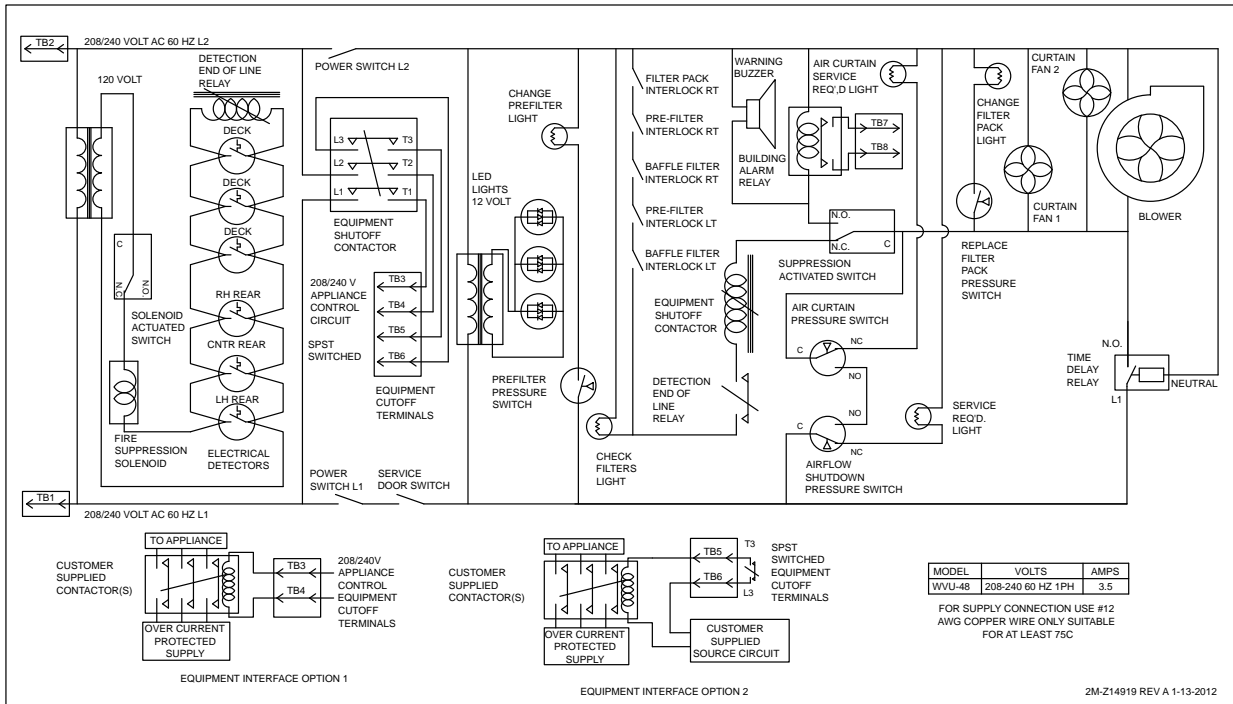 TB2
208/240 VOLT AC 60 HZ L2
120 VOLT
DETECTION
END OF LINE
RELAY
DECK
DECK
DECK
RH REAR
CNTR REAR
LH REAR
ELECTRICAL
DETECTORS
C
N.C.
N.O.
SOLENOID
ACTUATED
SWITCH
FIRE
SUPPRESSION
SOLENOID
TB1
208/240 VOLT AC 60 HZ L1
POWER SWITCH L2
L3
T3
L2
T2
L1
T1
EQUIPMENT
SHUTOFF
CONTACTOR
208/240 V
APPLIANCE
CONTROL
CIRCUIT
SPST
SWITCHED
TB3
TB4
TB5
TB6
EQUIPMENT
CUTOFF
TERMINALS
POWER
SWITCH L1
SERVICE
DOOR SWITCH
CHANGE
PREFILTER
LIGHT
LED
LIGHTS
12 VOLT
PREFILTER
PRESSURE
SWITCH
CHECK
FILTERS
LIGHT
FILTER PACK
INTERLOCK RT
PRE-FILTER
INTERLOCK RT
BAFFLE FILTER
INTERLOCK RT
PRE-FILTER
INTERLOCK LT
BAFFLE FILTER
INTERLOCK LT
EQUIPMENT
SHUTOFF
CONTACTOR
DETECTION
END OF
LINE
RELAY
WARNING
BUZZER
BUILDING
ALARM
RELAY
AIR CURTAIN
SERVICE
REQ',D LIGHT
TB7
TB8
N.O.
N.C.
C
SUPPRESSION
ACTIVATED SWITCH
AIR CURTAIN
PRESSURE SWITCH
C
NC
NO
NO
C
NC
AIRFLOW
SHUTDOWN
PRESSURE SWITCH
SERVICE
REQ'D.
LIGHT
CHANGE
FILTER
PACK
LIGHT
REPLACE
FILTER
PACK
PRESSURE
SWITCH
CURTAIN
FAN 2
CURTAIN
FAN 1
BLOWER
N.O.
TIME
DELAY
RELAY
L1
NEUTRAL
CUSTOMER
SUPPLIED
CONTACTOR(S)
TO APPLIANCE
OVER CURRENT
PROTECTED
SUPPLY
TB3
TB4
208/240V
APPLIANCE
CONTROL
EQUIPMENT
CUTOFF
TERMINALS
EQUIPMENT INTERFACE OPTION 1
CUSTOMER
SUPPLIED
CONTACTOR(S)
TO APPLIANCE
OVER CURRENT
PROTECTED
SUPPLY
TB5
TB6
T3
L3
SPST
SWITCHED
EQUIPMENT
CUTOFF
TERMINALS
CUSTOMER
SUPPLIED
SOURCE CIRCUIT
EQUIPMENT INTERFACE OPTION 2
MODEL VOLTS AMPS
WVU-48 208-240 60 HZ 1PH 3.5
FOR SUPPLY CONNECTION USE #12
AWG COPPER WIRE ONLY SUITABLE
FOR AT LEAST 75C
2M-Z14919 REV A 1-13-2012